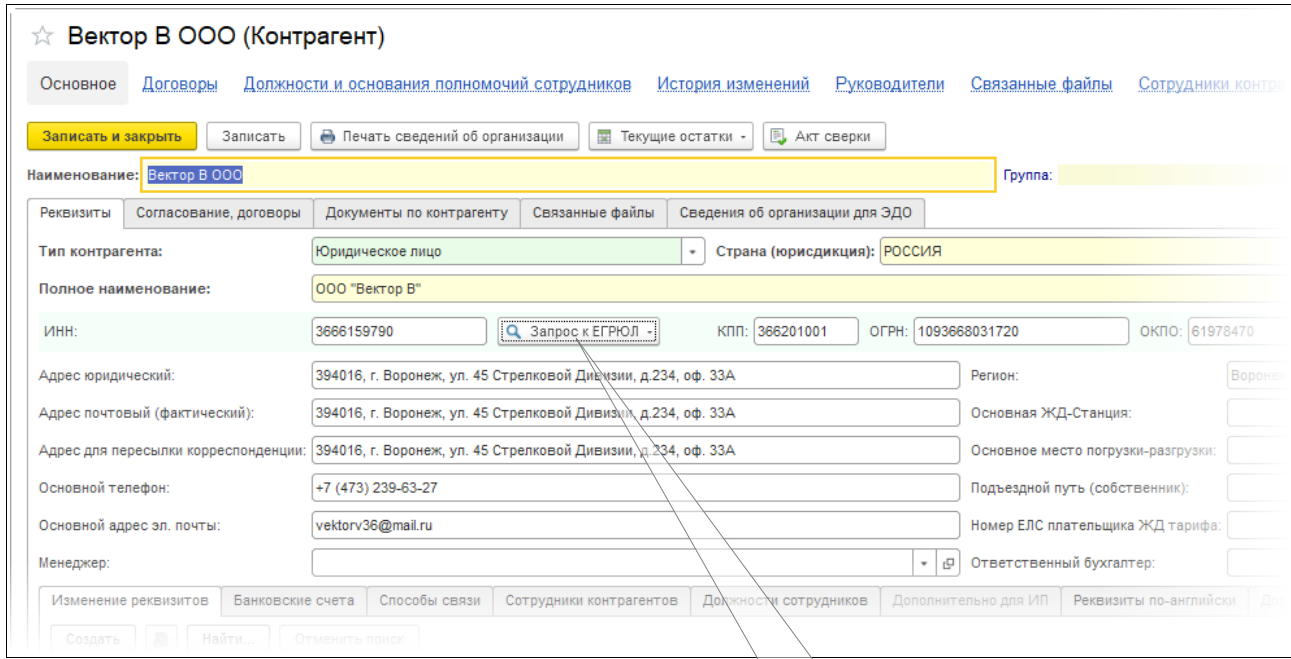 Вектор В ООО (Контрагент)
Основное Договоры Должности и основания полномочий сотрудников История изменений Руководители Связанные файлы Сотрудники
Записать и закрыть Записать Печать сведений об организации Текущие остатки Акт сверки
Наименование: Вектор В ООО Группа:
Реквизиты Согласование, договоры Документы по контрагенту Связанные файлы Сведения об организации для ЭДО
Тип контрагента: Юридическое лицо Страна (юрисдикция): РОССИЯ
Полное наименование: ООО "Вектор В"
ИНН: 3666159790 Запрос к ЕГРЮЛ КПП: 366201001 ОГРН: 1093668031720 ОКПО: 61978470
Адрес юридический: 394016, г. Воронеж, ул. 45 Стрелковой Дивизии, д.234, оф. 33А Регион:
Адрес почтовый (фактический): 394016, г. Воронеж, ул. 45 Стрелковой Дивизии, д.234, оф. 33А Основная ЖД-Станция:
Адрес для пересылки корреспонденции: 394016, г. Воронеж, ул. 45 Стрелковой Дивизии, д.234, оф. 33А Основное место погрузки-разгрузки:
Основной телефон: +7 (473) 239-63-27 Подъездной путь (собственник):
Основной адрес эл. почты: vektorv36@mail.ru Номер ЕЛС плательщика ЖД тарифа:
Менеджер: Ответственный бухгалтер:
Изменение реквизитов Банковские счета Способы связи Сотрудники контрагентов Должности сотрудников Дополнительно для ИП Реквизиты по-английски
Создать Найти... Отменить поиск